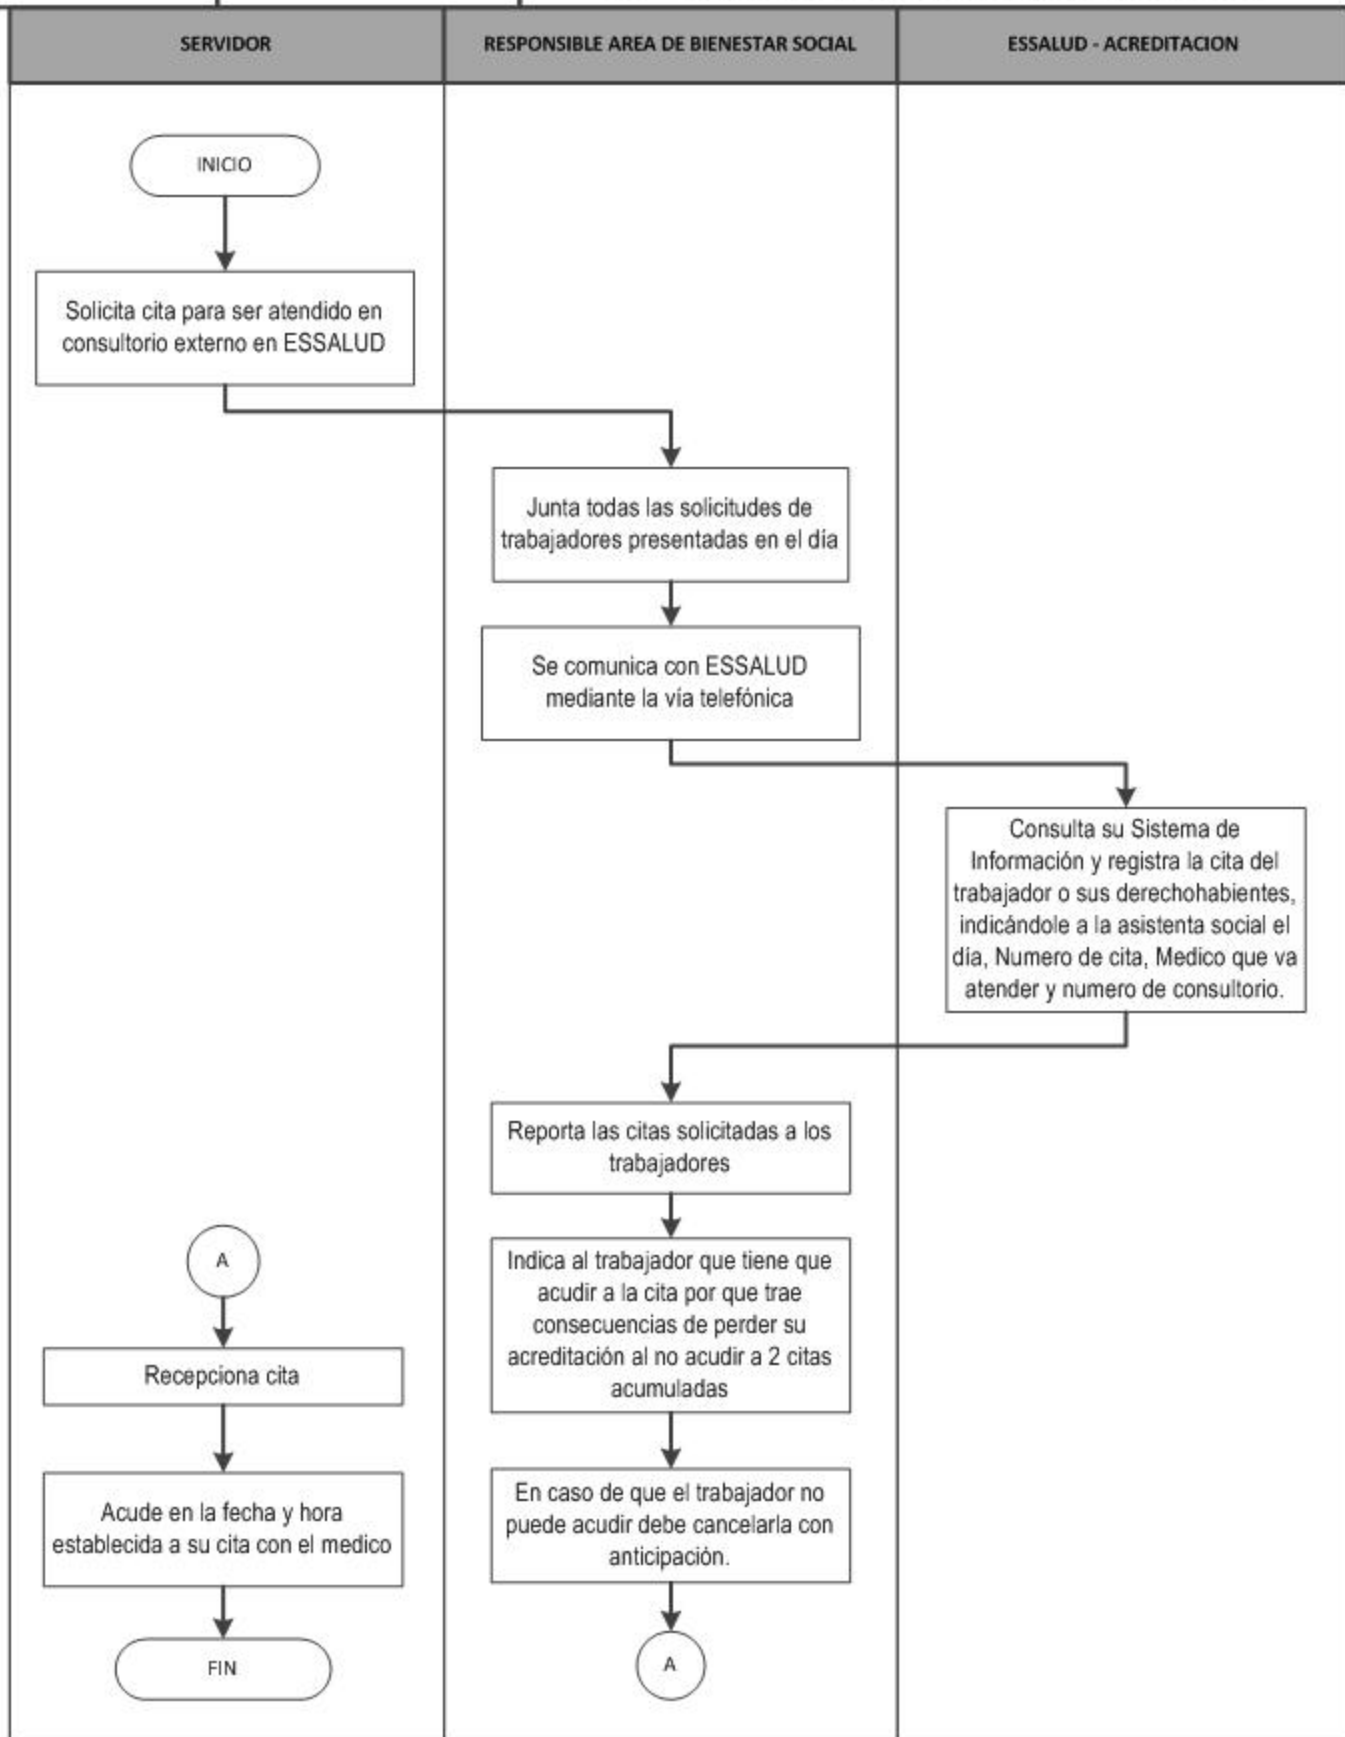 SERVIDOR
RESPONSIBLE AREA DE BIENESTAR SOCIAL
ESSALUD - ACREDITACION
INICIO
Solicita cita para ser atendido en
consultorio externo en ESSALUD
Junta todas las solicitudes de
trabajadores presentadas en el día
Se comunica con ESSALUD
mediante la vía telefónica
Consulta su Sistema de
Información y registra la cita del
trabajador o sus derechohabientes,
indicándole a la asistenta social el
día, Numero de cita, Medico que va
atender y numero de consultorio.
Reporta las citas solicitadas a los
trabajadores
Indica al trabajador que tiene que
acudir a la cita por que trae
consecuencias de perder su
acreditación al no acudir a 2 citas
acumuladas
En caso de que el trabajador no
puede acudir debe cancelarla con
anticipación.
A
A
Recepciona cita
Acude en la fecha y hora
establecida a su cita con el medico
FIN